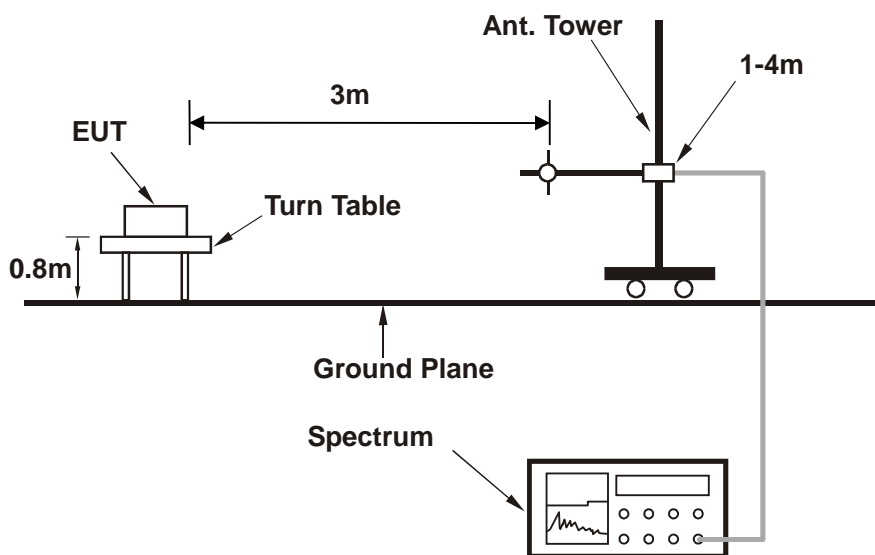 Ant. Tower
1-4m
3m
EUT
Turn Table
0.8m
Ground Plane
Spectrum